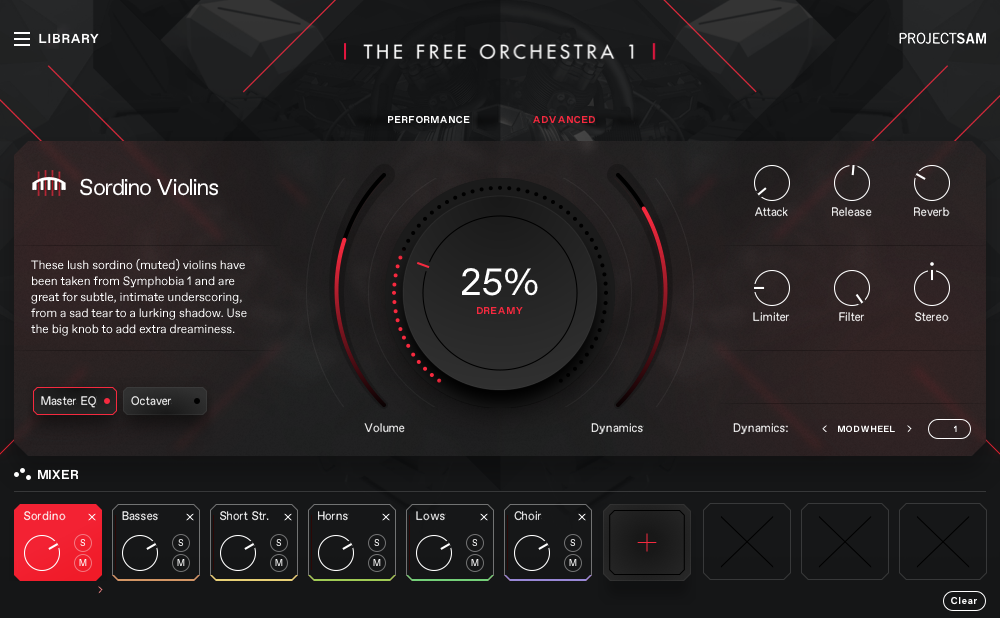 LIBRARY
THE FREE ORCHESTRA 1
PROJECTSAM
PERFORMANCE
ADVANCED
Sordino Violins
These lush sordino (muted) violins have
been taken from Symphobia 1 and are
great for subtle, intimate underscoring,
from a sad tear to a lurking shadow. Use
the big knob to add extra dreaminess.
Master EQ
Octaver
25%
DREAMY
Volume
Dynamics
Attack
Release
Reverb
Limiter
Filter
Stereo
Dynamics:
MODWHEEL
1
MIXER
Sordino
S
M
Basses
S
M
Short Str.
S
M
Horns
S
M
Lows
S
M
Choir
S
M
Clear